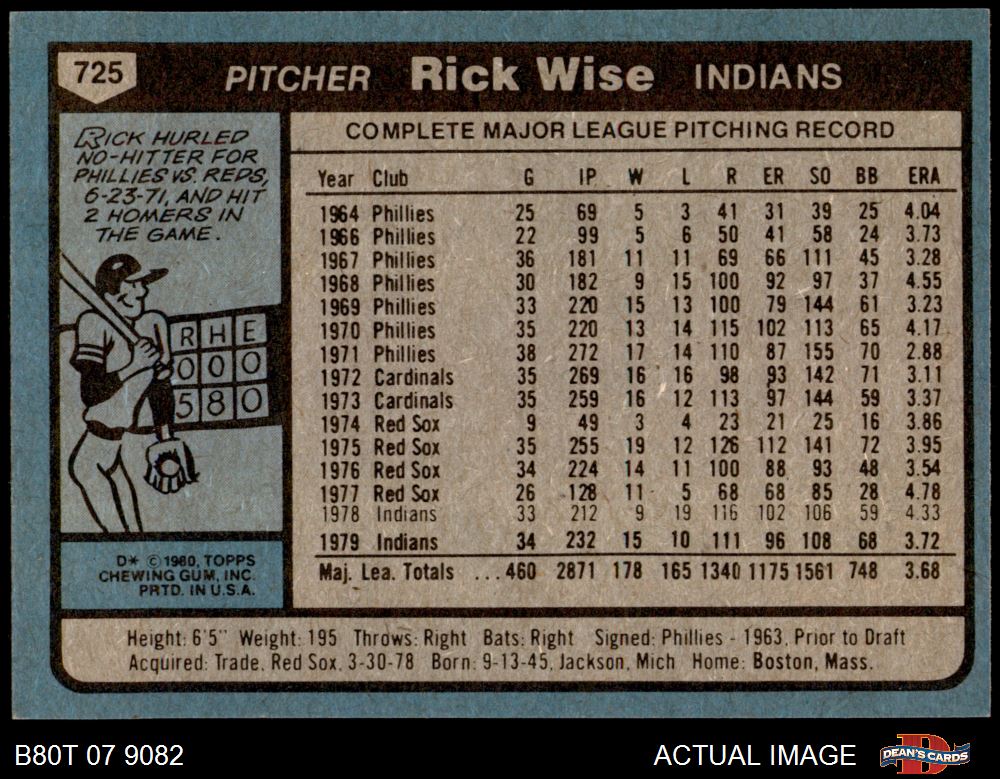 725
PITCHER Rick Wise INDIANS
RICK HURLED
NO-HITTER FOR
PHILLIES VS. REDS,
6-23-71, AND HIT
2 HOMERS IN
THE GAME.
R H E
0 0 0
5 8 0
D* © 1980, TOPPS
CHEWING GUM, INC.
PRTD. IN U.S.A.
COMPLETE MAJOR LEAGUE PITCHING RECORD
Year Club G IP W L R ER SO BB ERA
1964 Phillies 25 69 5 3 41 31 39 25 4.04
1966 Phillies 22 99 5 6 50 41 58 24 3.73
1967 Phillies 36 181 11 11 69 66 111 45 3.28
1968 Phillies 30 182 9 15 100 92 97 37 4.55
1969 Phillies 33 220 15 13 100 79 144 61 3.23
1970 Phillies 35 220 13 14 115 102 113 65 4.17
1971 Phillies 38 272 17 14 110 87 155 70 2.88
1972 Cardinals 35 269 16 16 98 93 142 71 3.11
1973 Cardinals 35 259 16 12 113 97 144 59 3.37
1974 Red Sox 9 49 3 4 23 21 25 16 3.86
1975 Red Sox 35 255 19 12 126 112 141 72 3.95
1976 Red Sox 34 224 14 11 100 88 93 48 3.54
1977 Red Sox 26 128 11 5 68 68 85 28 4.78
1978 Indians 33 212 9 19 116 102 106 59 4.33
1979 Indians 34 232 15 10 111 96 108 68 3.72
Maj. Lea. Totals ...460 2871 178 165 1340 1175 1561 748 3.68
Height: 6'5" Weight: 195 Throws: Right Bats: Right Signed: Phillies - 1963, Prior to Draft
Acquired: Trade, Red Sox, 3-30-78 Born: 9-13-45, Jackson, Mich Home: Boston, Mass.
B80T 07 9082 ACTUAL IMAGE DEAN'S CARDS